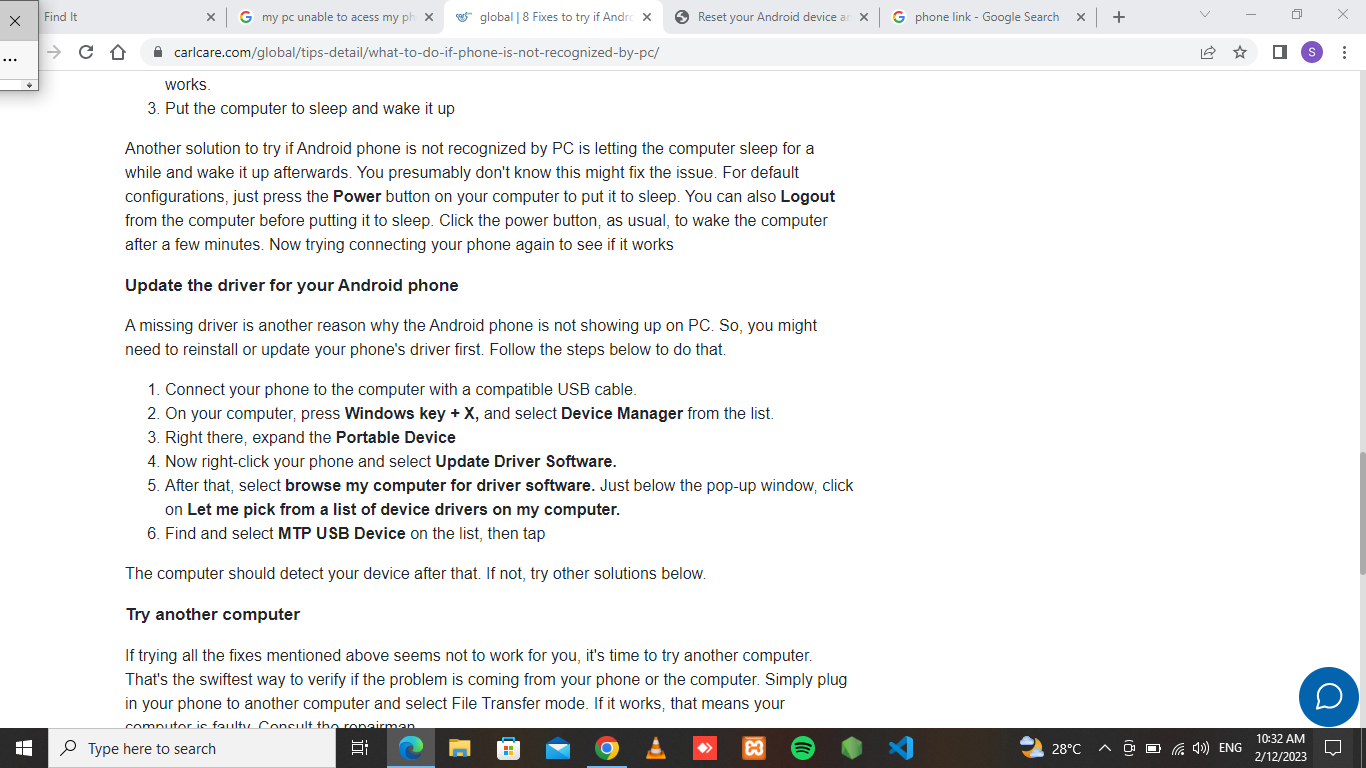 Find It
my pc unable to acess my ph
global | 8 Fixes to try if Andro
Reset your Android device an
phone link - Google Search
carlcare.com/global/tips-detail/what-to-do-if-phone-is-not-recognized-by-pc/
S
works.
3. Put the computer to sleep and wake it up
Another solution to try if Android phone is not recognized by PC is letting the computer sleep for a
while and wake it up afterwards. You presumably don't know this might fix the issue. For default
configurations, just press the Power button on your computer to put it to sleep. You can also Logout
from the computer before putting it to sleep. Click the power button, as usual, to wake the computer
after a few minutes. Now trying connecting your phone again to see if it works
Update the driver for your Android phone
A missing driver is another reason why the Android phone is not showing up on PC. So, you might
need to reinstall or update your phone's driver first. Follow the steps below to do that.
1. Connect your phone to the computer with a compatible USB cable.
2. On your computer, press Windows key + X, and select Device Manager from the list.
3. Right there, expand the Portable Device
4. Now right-click your phone and select Update Driver Software.
5. After that, select browse my computer for driver software. Just below the pop-up window, click
on Let me pick from a list of device drivers on my computer.
6. Find and select MTP USB Device on the list, then tap
The computer should detect your device after that. If not, try other solutions below.
Try another computer
If trying all the fixes mentioned above seems not to work for you, it's time to try another computer.
That's the swiftest way to verify if the problem is coming from your phone or the computer. Simply plug
in your phone to another computer and select File Transfer mode. If it works, that means your
computer is faulty. Consult the repairman
Type here to search
28°C
ENG
10:32 AM
2/12/2023